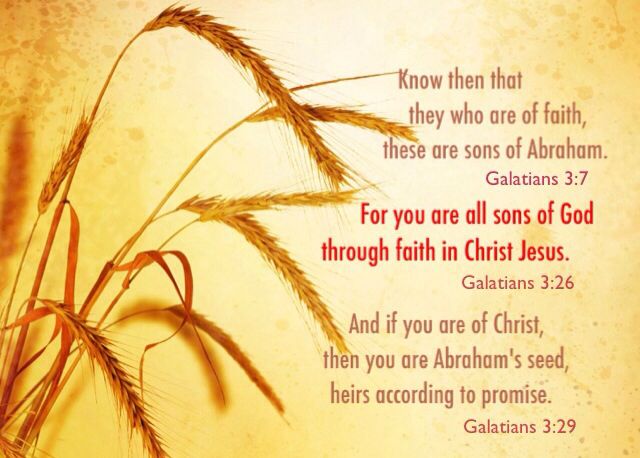 Know then that
they who are of faith,
these are sons of Abraham.
Galatians 3:7
For you are all sons of God
through faith in Christ Jesus.
Galatians 3:26
And if you are of Christ,
then you are Abraham's seed,
heirs according to promise.
Galatians 3:29